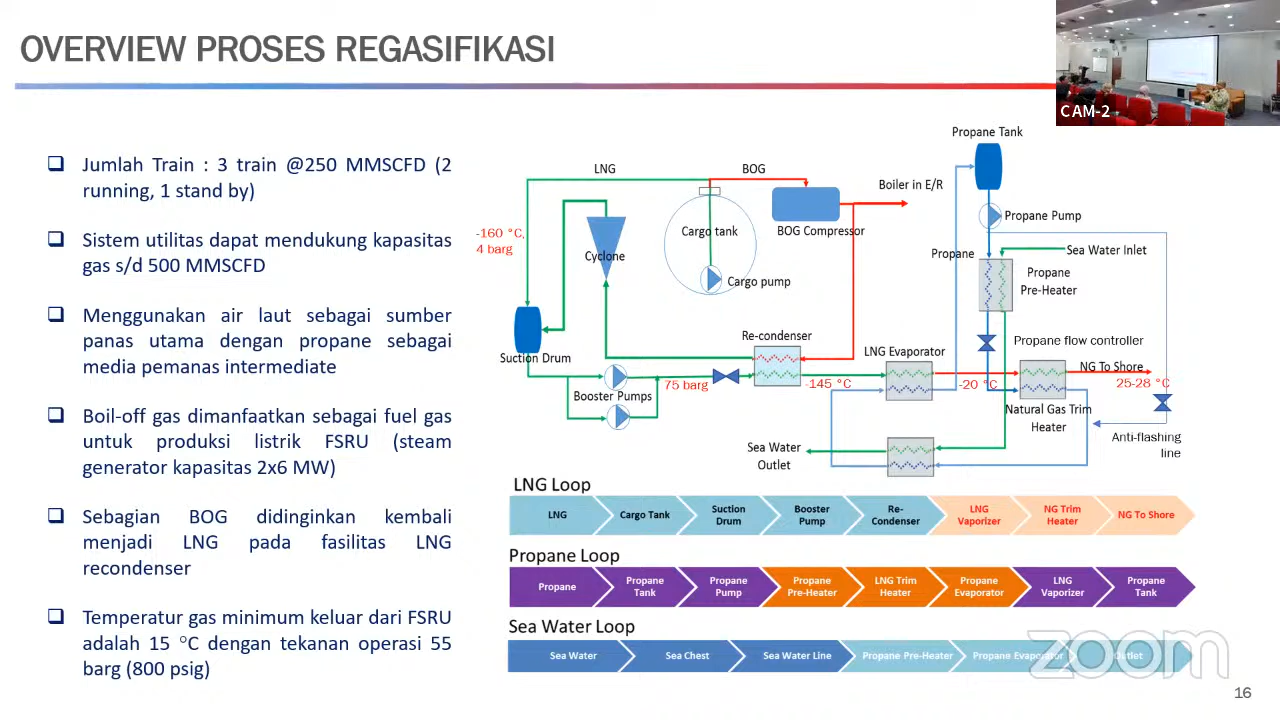 OVERVIEW PROSES REGASIFIKASI
CAM-2
❑ Jumlah Train : 3 train @250 MMSCFD (2
running, 1 stand by)
❑ Sistem utilitas dapat mendukung kapasitas
gas s/d 500 MMSCFD
❑ Menggunakan air laut sebagai sumber
panas utama dengan propane sebagai
media pemanas intermediate
❑ Boil-off gas dimanfaatkan sebagai fuel gas
untuk produksi listrik FSRU (steam
generator kapasitas 2x6 MW)
❑ Sebagian BOG didinginkan kembali
menjadi LNG pada fasilitas LNG
recondenser
❑ Temperatur gas minimum keluar dari FSRU
adalah 15 °C dengan tekanan operasi 55
barg (800 psig)
Propane Tank
LNG
BOG
Boiler in E/R
Propane Pump
-160 °C,
4 barg
Cargo tank
BOG Compressor
Cyclone
Propane
Sea Water Inlet
Propane
Pre-Heater
Cargo pump
Re-condenser
Propane flow controller
Suction Drum
LNG Evaporator
NG To Shore
75 barg
-145 °C
-20 °C
25-28 °C
Booster Pumps
Natural Gas Trim
Heater
Anti-flashing
line
Sea Water
Outlet
LNG Loop
LNG
Cargo Tank
Suction
Drum
Booster
Pump
Re-
Condenser
LNG
Vaporizer
NG Trim
Heater
NG To Shore
Propane Loop
Propane
Propane
Tank
Propane
Pump
Propane
Pre-Heater
LNG Trim
Heater
Propane
Evaporator
LNG
Vaporizer
Propane
Tank
Sea Water Loop
Sea Water
Sea Chest
Sea Water Line
Propane Pre-Heater
Propane Evaporator
Outlet
zoom
16